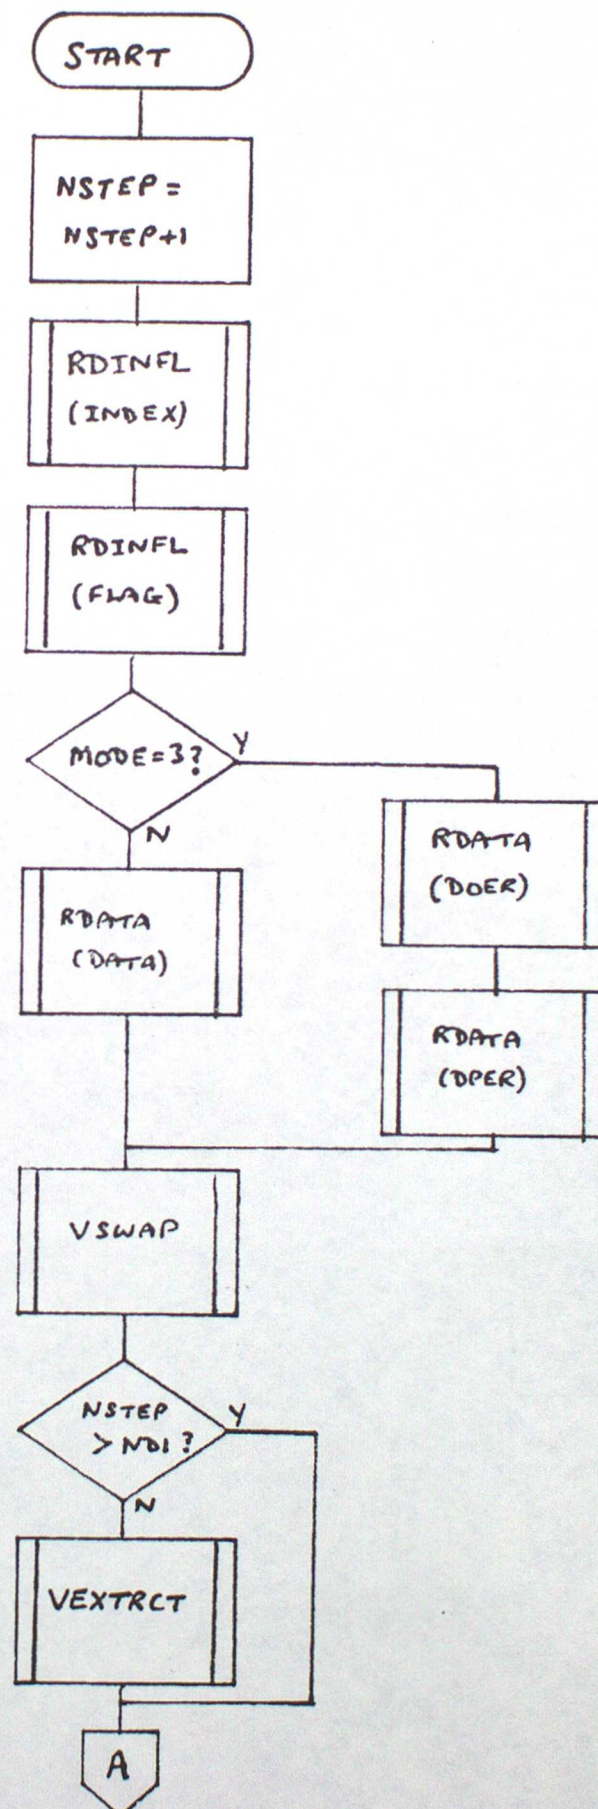 START
NSTEP =
NSTEP+1
RDINFL
(INDEX)
RDINFL
(FLAG)
MODE=3?
Y
N
RDATA
(DOER)
RDATA
(DATA)
RDATA
(DPER)
VSWAP
NSTEP
> ND1 ?
Y
N
VEXTRCT
A